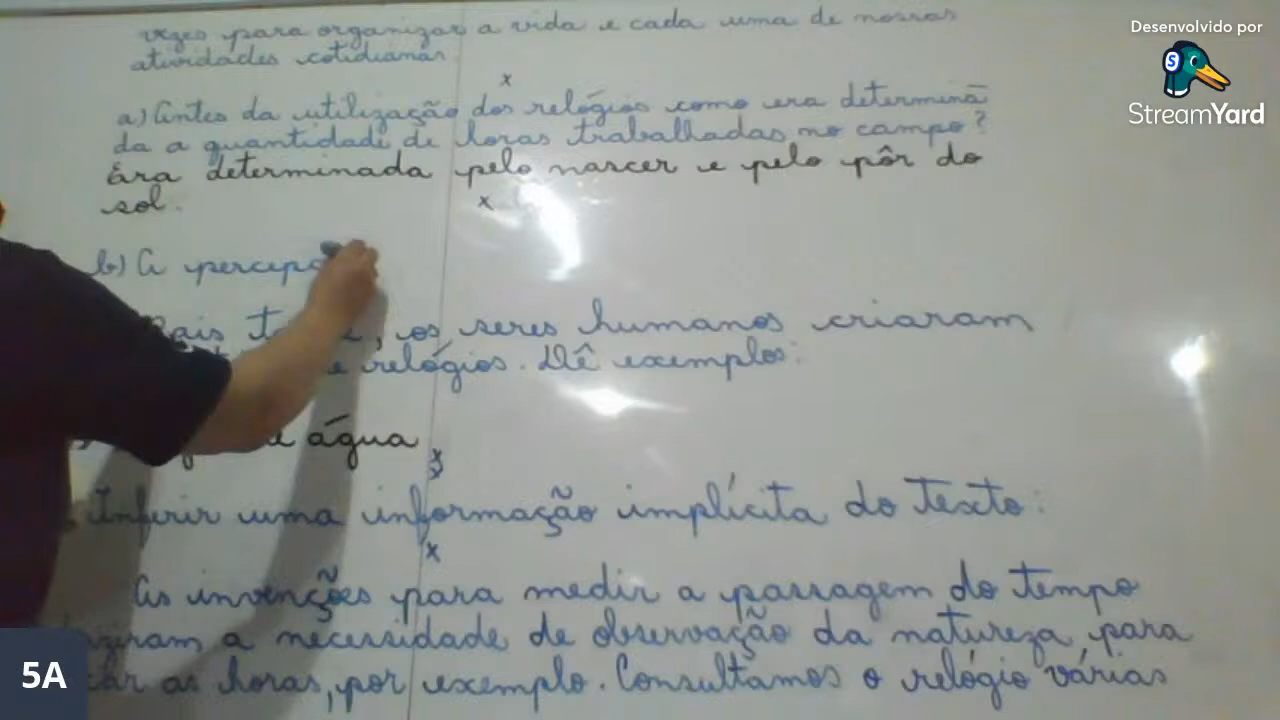 vezes para organizar a vida e cada uma de nossas
atividades cotidianas
x
a) Antes da utilização dos relógios como era determina
da a quantidade de horas trabalhadas no campo?
Era determinada pelo nascer e pelo pôr do
sol.
x
b) A percepç
, os seres humanos criaram
relógios. Dê exemplos:
água
x
x
Inferir uma informação implícita do texto:
x
As invenções para medir a passagem do tempo
a necessidade de observação da natureza para
as horas, por exemplo. Consultamos o relógio várias
Desenvolvido por
StreamYard
5A